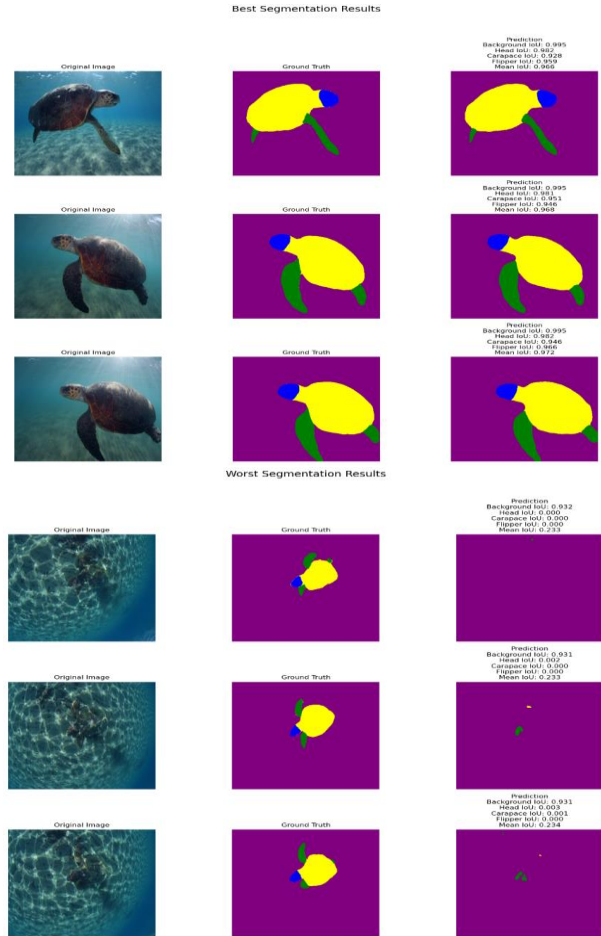 Best Segmentation Results
Original Image
Ground Truth
Prediction
Background IoU: 0.995
Head IoU: 0.982
Carapace IoU: 0.928
Flipper IoU: 0.959
Mean IoU: 0.966
Original Image
Ground Truth
Prediction
Background IoU: 0.995
Head IoU: 0.981
Carapace IoU: 0.951
Flipper IoU: 0.946
Mean IoU: 0.968
Original Image
Ground Truth
Prediction
Background IoU: 0.995
Head IoU: 0.982
Carapace IoU: 0.946
Flipper IoU: 0.966
Mean IoU: 0.972
Worst Segmentation Results
Original Image
Ground Truth
Prediction
Background IoU: 0.932
Head IoU: 0.000
Carapace IoU: 0.000
Flipper IoU: 0.000
Mean IoU: 0.233
Original Image
Ground Truth
Prediction
Background IoU: 0.931
Head IoU: 0.002
Carapace IoU: 0.000
Flipper IoU: 0.000
Mean IoU: 0.233
Original Image
Ground Truth
Prediction
Background IoU: 0.931
Head IoU: 0.003
Carapace IoU: 0.001
Flipper IoU: 0.000
Mean IoU: 0.234